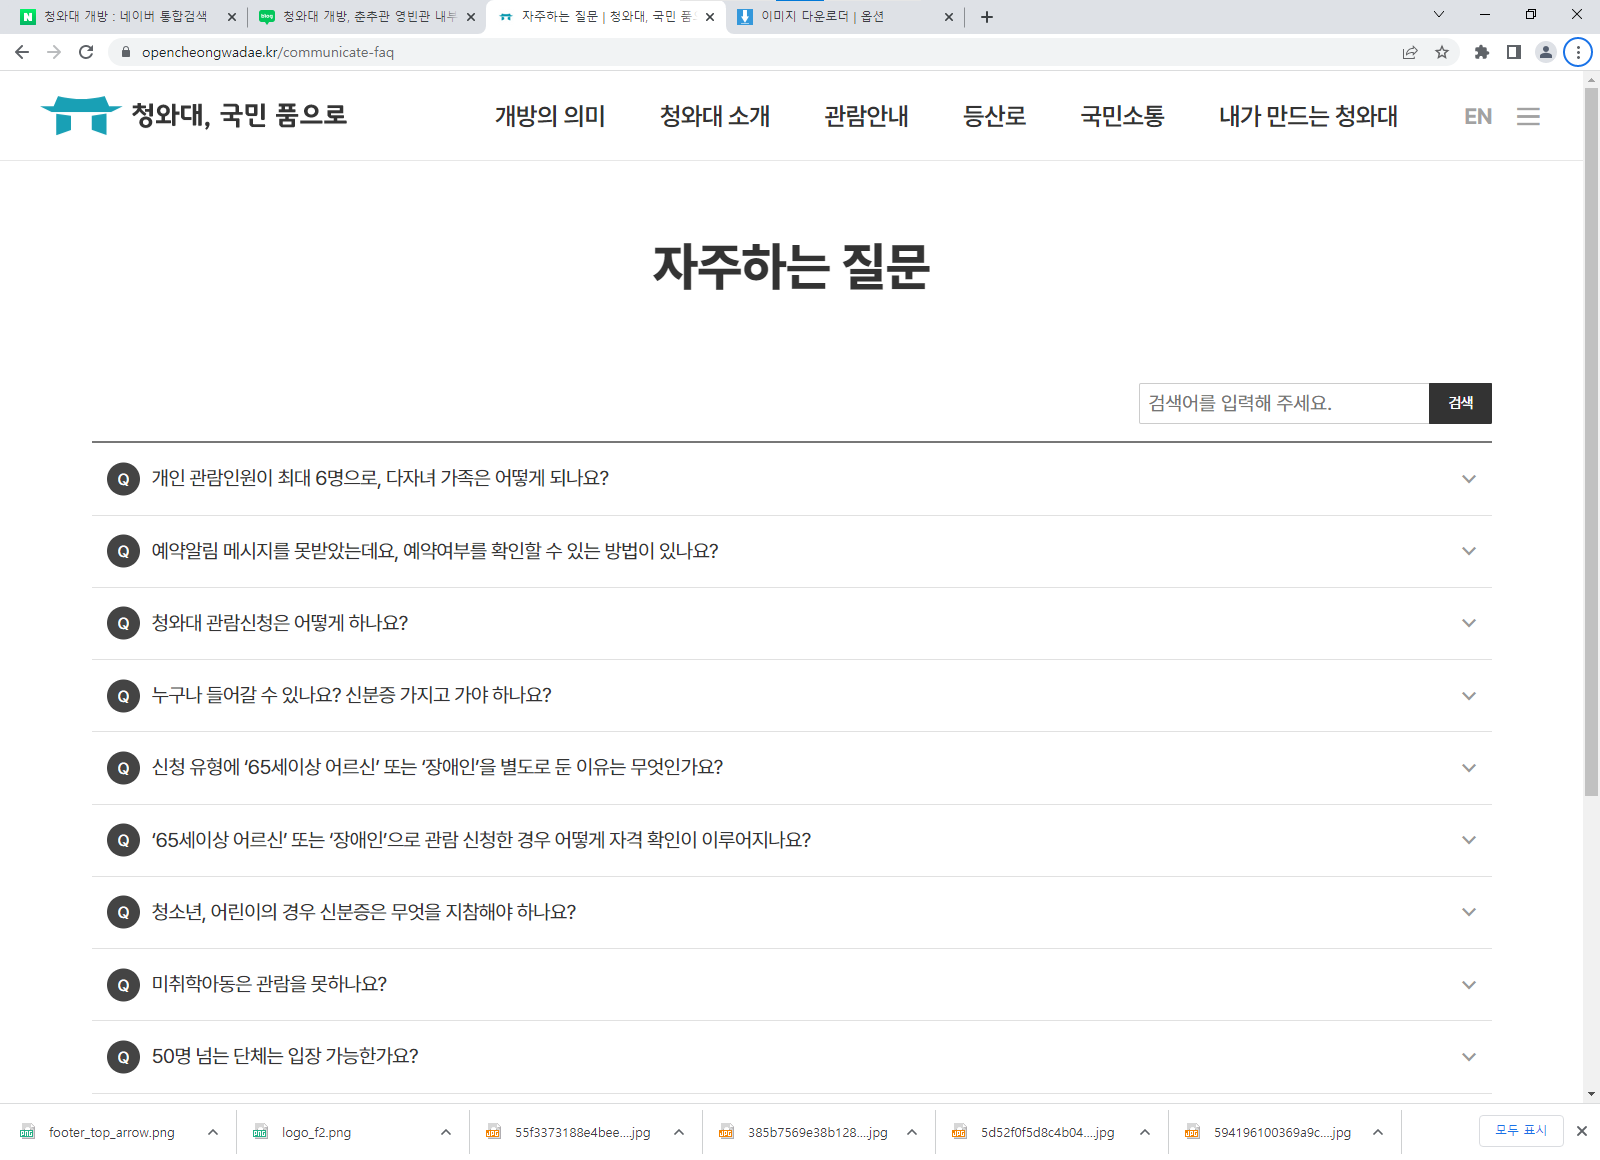 청와대 개방 : 네이버 통합검색
청와대 개방, 춘추관 영빈관 내부
자주하는 질문 | 청와대, 국민 품
이미지 다운로더 | 옵션
opencheongwadae.kr/communicate-faq
청와대, 국민 품으로
개방의 의미
청와대 소개
관람안내
등산로
국민소통
내가 만드는 청와대
EN
자주하는 질문
검색어를 입력해 주세요.
검색
Q 개인 관람인원이 최대 6명으로, 다자녀 가족은 어떻게 되나요?
Q 예약알림 메시지를 못받았는데요, 예약여부를 확인할 수 있는 방법이 있나요?
Q 청와대 관람신청은 어떻게 하나요?
Q 누구나 들어갈 수 있나요? 신분증 가지고 가야 하나요?
Q 신청 유형에 ‘65세이상 어르신’ 또는 ‘장애인’을 별도로 둔 이유는 무엇인가요?
Q ‘65세이상 어르신’ 또는 ‘장애인’으로 관람 신청한 경우 어떻게 자격 확인이 이루어지나요?
Q 청소년, 어린이의 경우 신분증은 무엇을 지참해야 하나요?
Q 미취학아동은 관람을 못하나요?
Q 50명 넘는 단체는 입장 가능한가요?
footer_top_arrow.png
logo_f2.png
55f3373188e4bee....jpg
385b7569e38b128....jpg
5d52f0f5d8c4b04....jpg
594196100369a9c....jpg
모두 표시